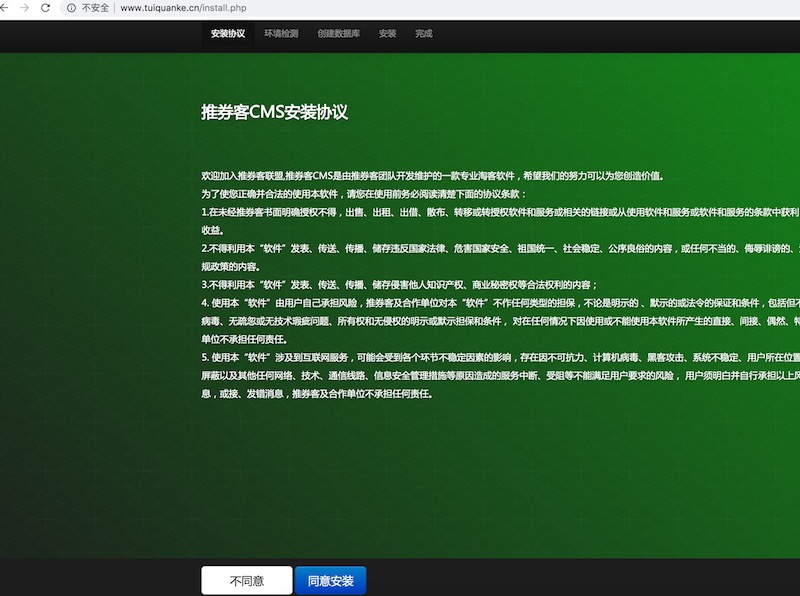 不安全 | www.tuiquanke.cn/install.php
安装协议 环境检测 创建数据库 安装 完成
推券客CMS安装协议
欢迎加入推券客联盟,推券客CMS是由推券客团队开发维护的一款专业淘客软件，希望我们的努力可以为您创造价值。
为了使您正确并合法的使用本软件，请您在使用前务必阅读清楚下面的协议条款：
1.在未经推券客书面明确授权不得，出售、出租、出借、散布、转移或转授权软件和服务或相关的链接或从使用软件和服务或软件和服务的条款中获利
收益。
2.不得利用本“软件”发表、传送、传播、储存违反国家法律、危害国家安全、祖国统一、社会稳定、公序良俗的内容，或任何不当的、侮辱诽谤的、
规政策的内容。
3.不得利用本“软件”发表、传送、传播、储存侵害他人知识产权、商业秘密权等合法权利的内容；
4. 使用本“软件”由用户自己承担风险，推券客及合作单位对本“软件”不作任何类型的担保，不论是明示的、默示的或法令的保证和条件，包括但不
病毒、无疏忽或无技术瑕疵问题、所有权和无侵权的明示或默示担保和条件， 对在任何情况下因使用或不能使用本软件所产生的直接、间接、偶然、特
单位不承担任何责任。
5. 使用本“软件”涉及到互联网服务，可能会受到各个环节不稳定因素的影响，存在因不可抗力、计算机病毒、黑客攻击、系统不稳定、用户所在位置
屏蔽以及其他任何网络、技术、通信线路、信息安全管理措施等原因造成的服务中断、受阻等不能满足用户要求的风险， 用户须明白并自行承担以上风
息，或接、发错消息，推券客及合作单位不承担任何责任。
不同意 同意安装